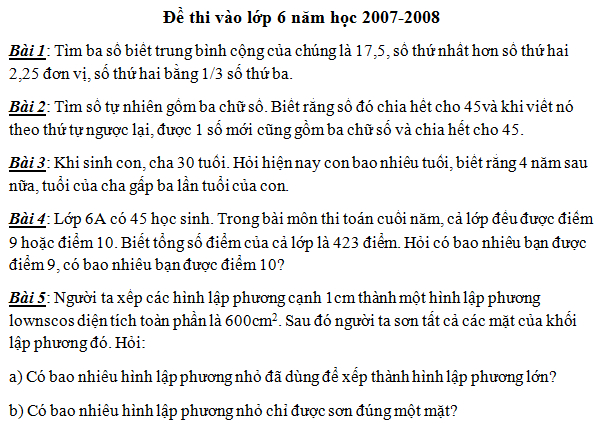 Đề thi vào lớp 6 năm học 2007-2008
Bài 1: Tìm ba số biết trung bình cộng của chúng là 17,5, số thứ nhất hơn số thứ hai
2,25 đơn vị, số thứ hai bằng 1/3 số thứ ba.
Bài 2: Tìm số tự nhiên gồm ba chữ số. Biết rằng số đó chia hết cho 45và khi viết nó
theo thứ tự ngược lại, được 1 số mới cũng gồm ba chữ số và chia hết cho 45.
Bài 3: Khi sinh con, cha 30 tuổi. Hỏi hiện nay con bao nhiêu tuổi, biết rằng 4 năm sau
nữa, tuổi của cha gấp ba lần tuổi của con.
Bài 4: Lớp 6A có 45 học sinh. Trong bài môn thi toán cuối năm, cả lớp đều được điểm
9 hoặc điểm 10. Biết tổng số điểm của cả lớp là 423 điểm. Hỏi có bao nhiêu bạn được
điểm 9, có bao nhiêu bạn được điểm 10?
Bài 5: Người ta xếp các hình lập phương cạnh 1cm thành một hình lập phương
lownscos diện tích toàn phần là 600cm². Sau đó người ta sơn tất cả các mặt của khối
lập phương đó. Hỏi:
a) Có bao nhiêu hình lập phương nhỏ đã dùng để xếp thành hình lập phương lớn?
b) Có bao nhiêu hình lập phương nhỏ chỉ được sơn đúng một mặt?